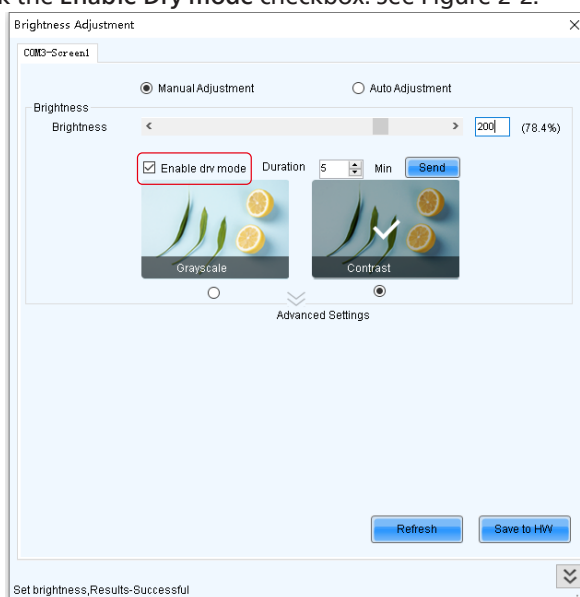 k the Enable Dry mode checkbox. See Figure 2-2.
Brightness Adjustment
COM3-Screen1
Manual Adjustment Auto Adjustment
Brightness
Brightness 200 (78.4%)
Enable dry mode Duration 5 Min Send
Grayscale Contrast
Advanced Settings
Refresh Save to HW
Set brightness,Results-Successful